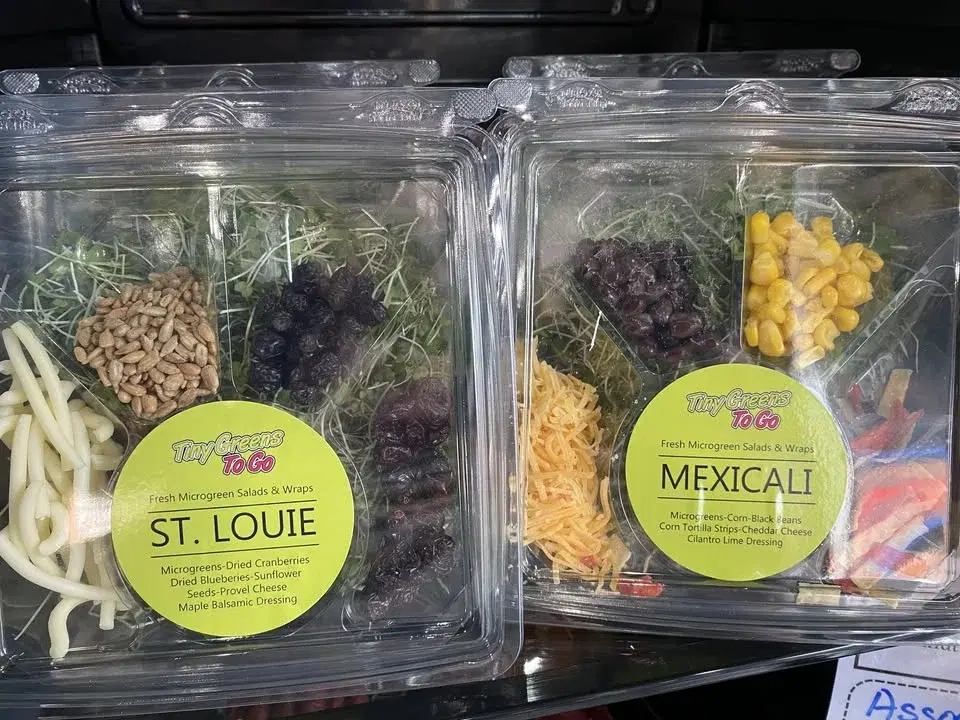 Tiny Greens
To Go
Fresh Microgreen Salads & Wraps
ST. LOUIE
Microgreens-Dried Cranberries
Dried Blueberies-Sunflower
Seeds-Provel Cheese
Maple Balsamic Dressing
Tiny Greens
To Go
Fresh Microgreen Salads & Wraps
MEXICALI
Microgreens-Corn-Black Beans
Corn Tortilla Strips-Cheddar Cheese
Cilantro Lime Dressing